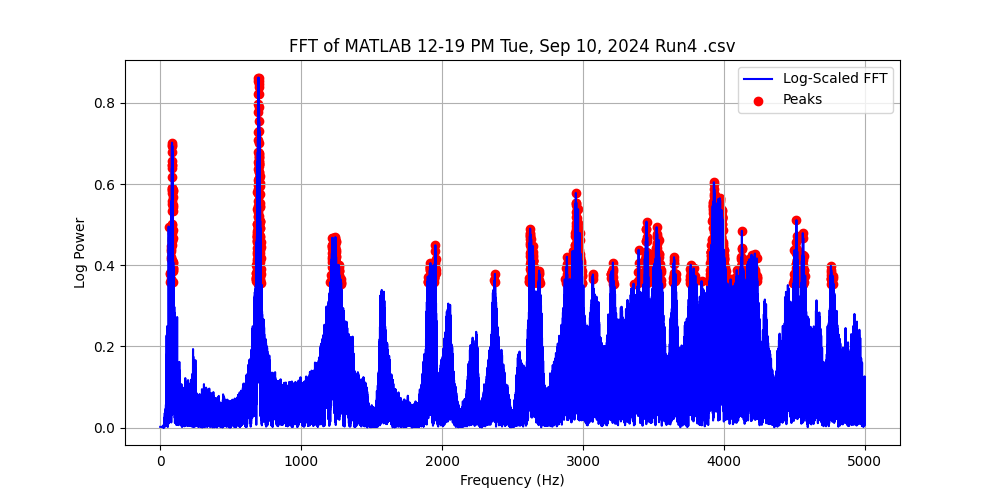 FFT of MATLAB 12-19 PM Tue, Sep 10, 2024 Run4 .csv
Log-Scaled FFT
Peaks
Log Power
0.8
0.6
0.4
0.2
0.0
0 1000 2000 3000 4000 5000
Frequency (Hz)